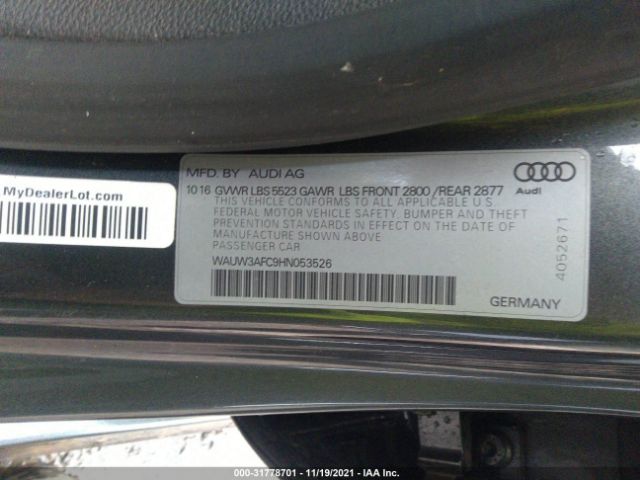 MFD. BY AUDI AG
10 16 GVWR LBS 5523 GAWR LBS FRONT 2800 /REAR 2877
THIS VEHICLE CONFORMS TO ALL APPLICABLE U.S.
FEDERAL MOTOR VEHICLE SAFETY, BUMPER AND THEFT
PREVENTION STANDARDS IN EFFECT ON THE DATE OF
MANUFACTURE SHOWN ABOVE
PASSENGER CAR
WAUW3AFC9HN053526
GERMANY
Audi
4052671
MyDealerLot.com
000-31778701 - 11/19/2021 - IAA Inc.